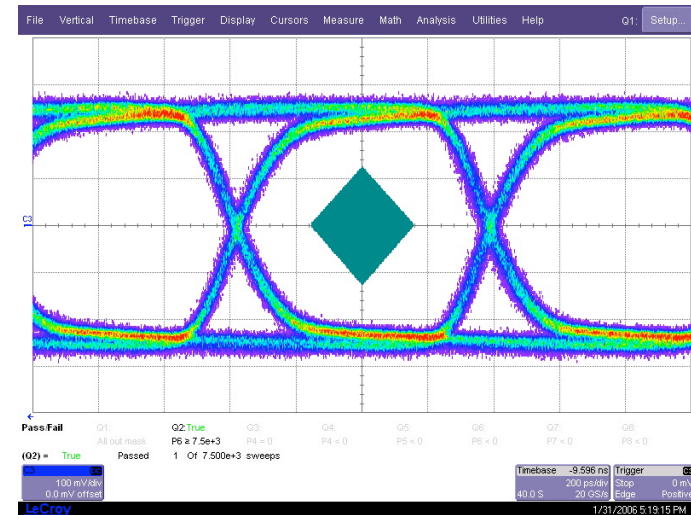 File Vertical Timebase Trigger Display Cursors Measure Math Analysis Utilities Help Q1: Setup...
C3
Pass/Fail Q1: Q2:True Q3: Q4: Q5: Q6: Q7: Q8:
All out mask P6 ≥ 7.5e+3 P4 = 0 P4 < 0 P5 < 0 P6 < 0 P7 < 0 P8 < 0
(Q2) = True Passed 1 Of 7.500e+3 sweeps
C3
100 mV/div
0.0 mV offset
Timebase -9.596 ns Trigger
200 ps/div Stop 0 mV
40.0 S 20 GS/s Edge Positive
LeCroy 1/31/2006 5:19:15 PM